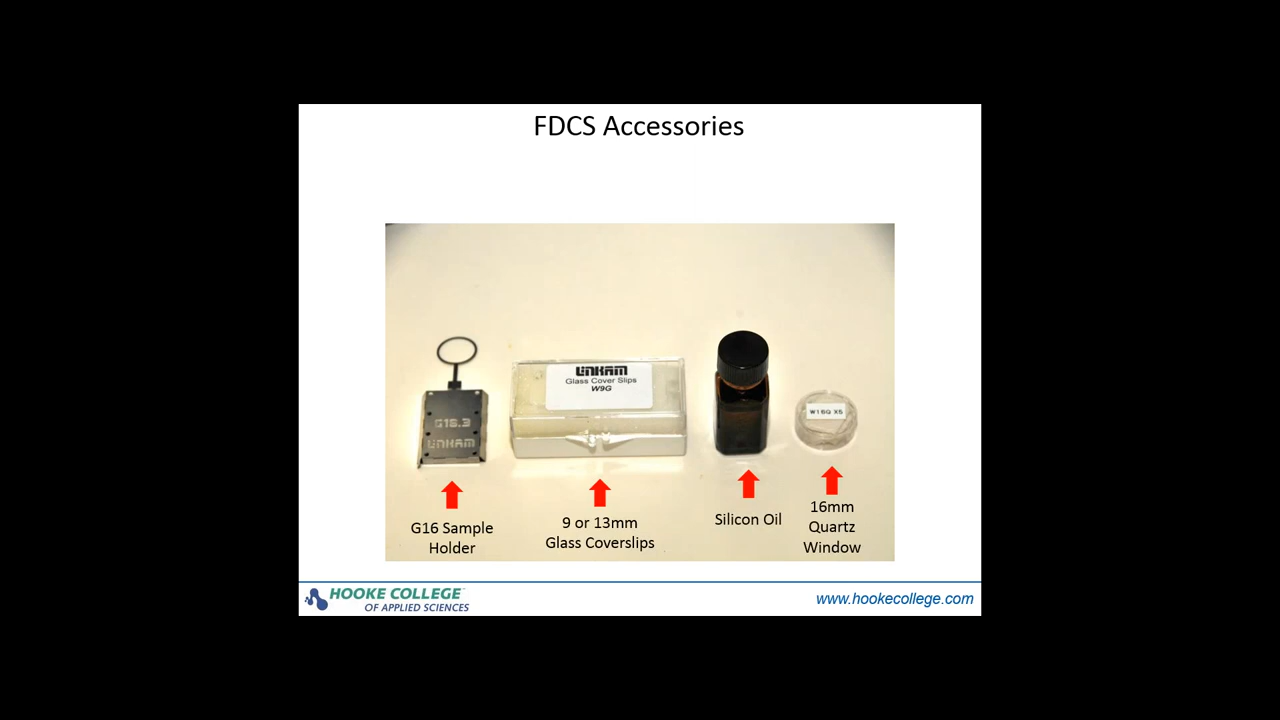 FDCS Accessories
LINKAM
Glass Cover Slips
W9G
G16.3
LINKAM
W16Q X5
G16 Sample
Holder
9 or 13mm
Glass Coverslips
Silicon Oil
16mm
Quartz
Window
HOOKE COLLEGE
OF APPLIED SCIENCES
www.hookecollege.com